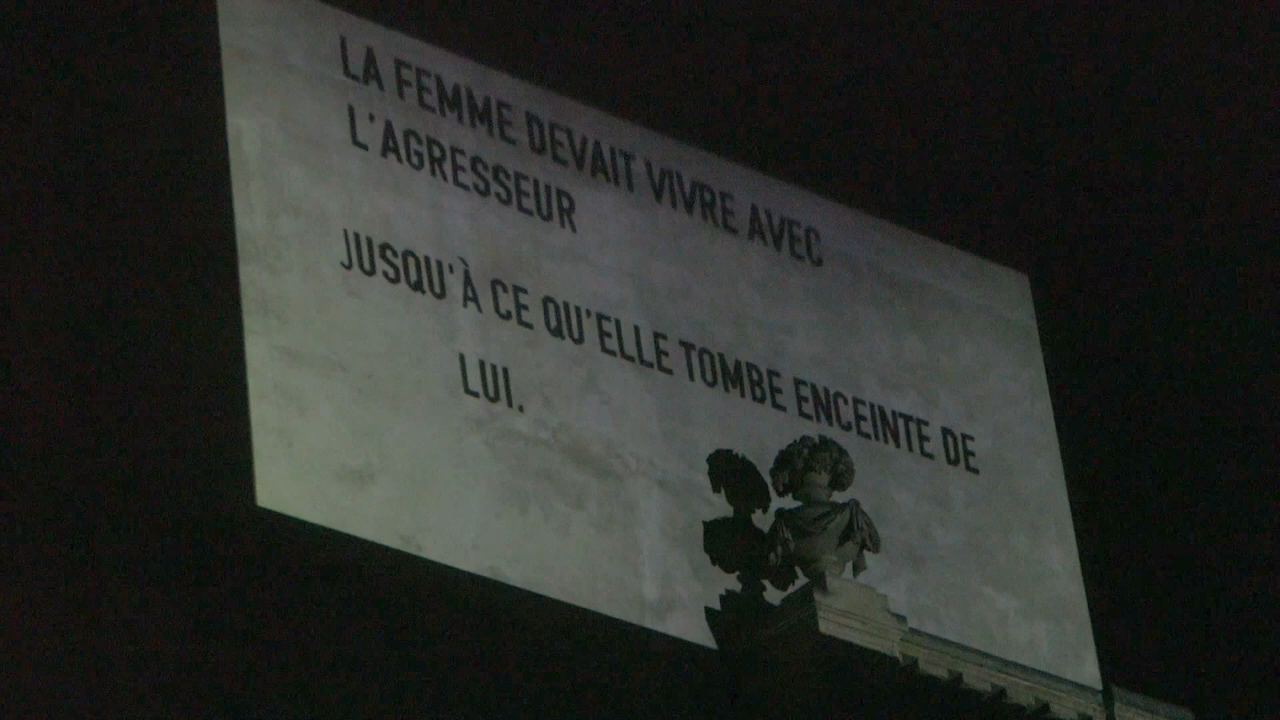 LA FEMME DEVAIT VIVRE AVEC
L'AGRESSEUR
JUSQU'À CE QU'ELLE TOMBE ENCEINTE DE
LUI.